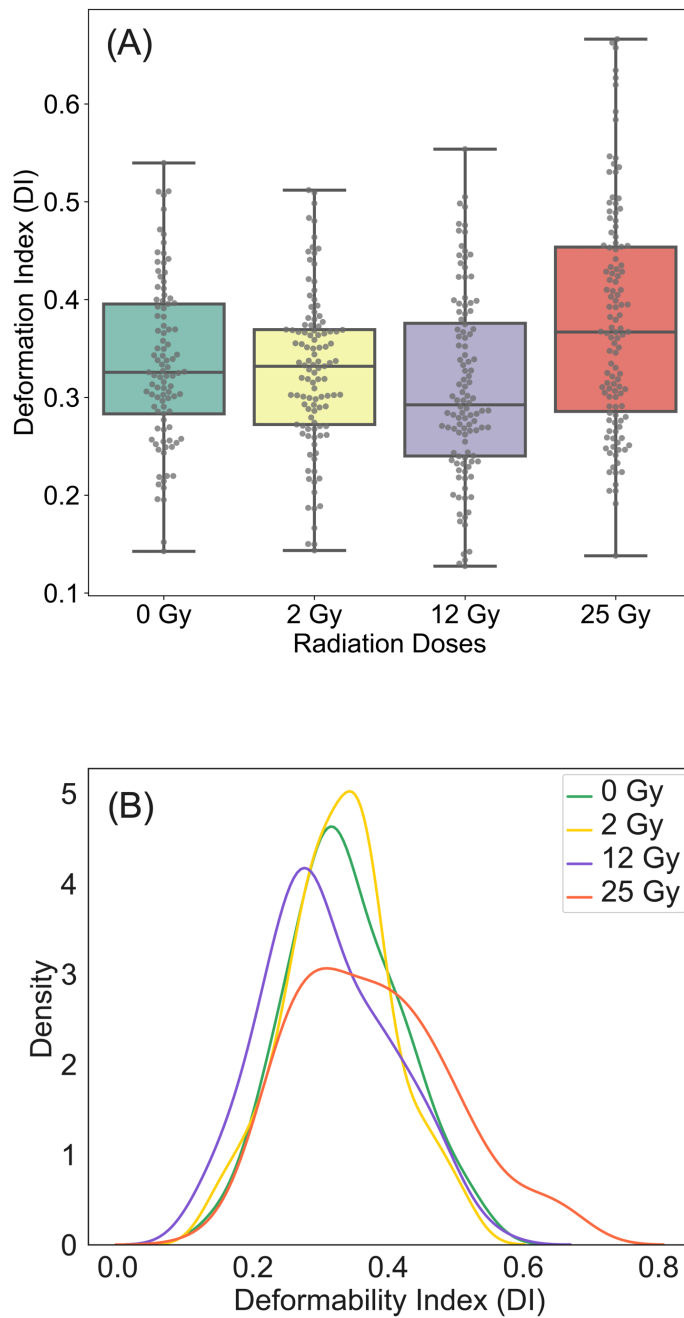 (A)
Deformation Index (DI)
0.6
0.5
0.4
0.3
0.2
0.1
0 Gy 2 Gy 12 Gy 25 Gy
Radiation Doses
(B)
Density
5
4
3
2
1
0
0 Gy
2 Gy
12 Gy
25 Gy
0.0 0.2 0.4 0.6 0.8
Deformability Index (DI)